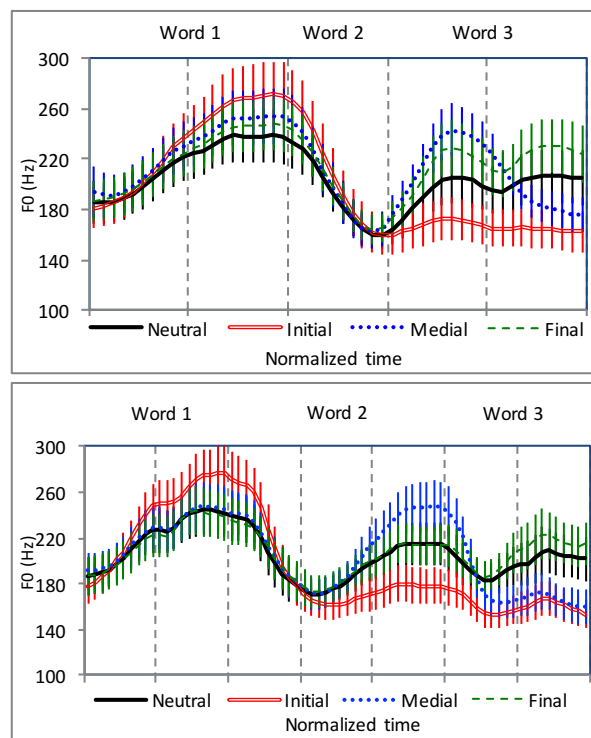 Word 1 Word 2 Word 3
300
260
220
180
140
100
F0 (Hz)
Neutral Initial Medial Final
Normalized time
Word 1 Word 2 Word 3
300
260
220
180
140
100
F0 (Hz)
Neutral Initial Medial Final
Normalized time